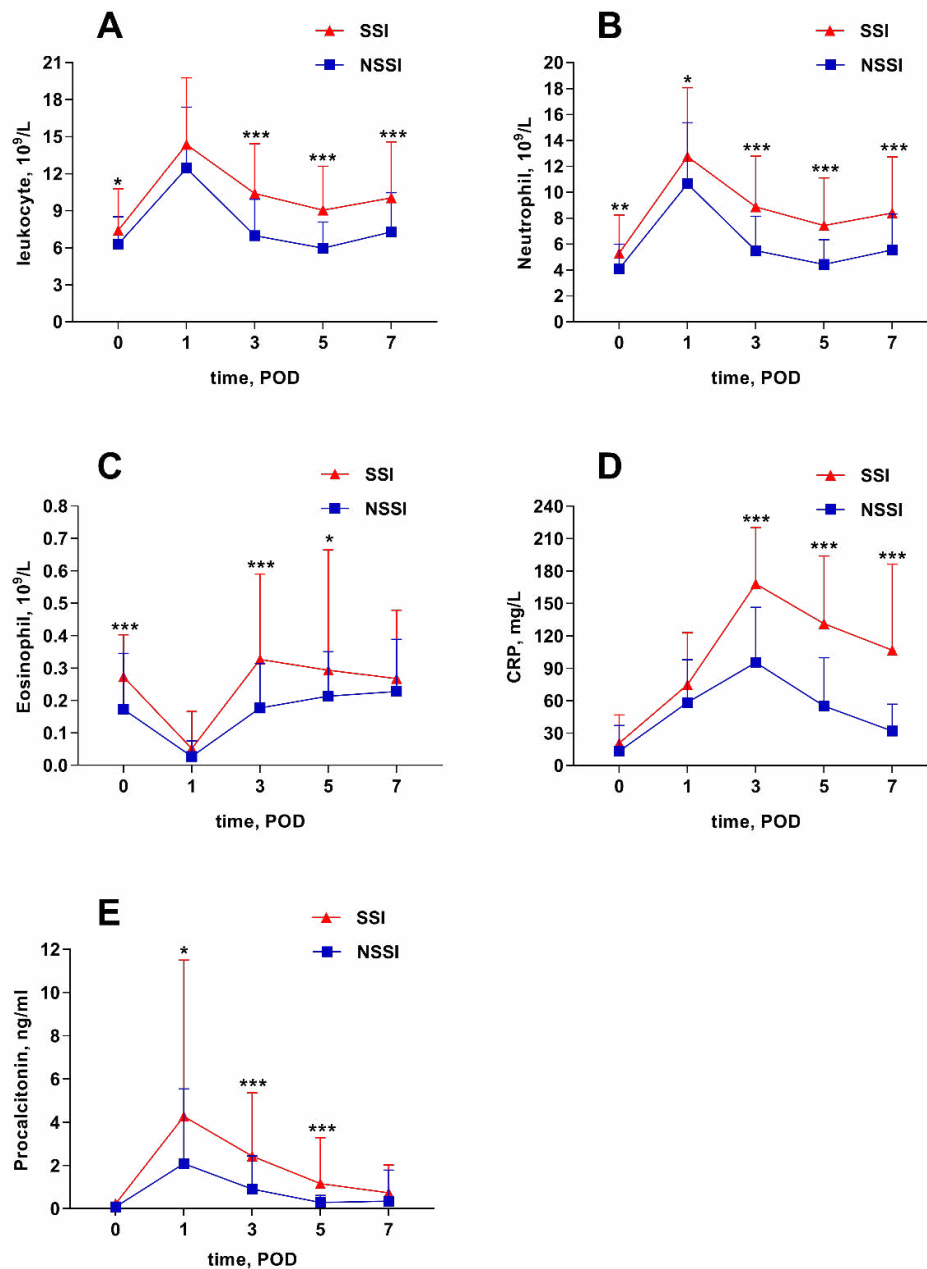 A
SSI
NSSI
leukocyte, 10⁹/L
21
18
15
12
9
6
3
0
*
***
***
***
0 1 3 5 7
time, POD
B
SSI
NSSI
Neutrophil, 10⁹/L
20
18
16
14
12
10
8
6
4
2
0
**
*
***
***
***
0 1 3 5 7
time, POD
C
SSI
NSSI
Eosinophil, 10⁹/L
0.8
0.7
0.6
0.5
0.4
0.3
0.2
0.1
0.0
***
***
*
0 1 3 5 7
time, POD
D
SSI
NSSI
CRP, mg/L
240
210
180
150
120
90
60
30
0
***
***
***
0 1 3 5 7
time, POD
E
SSI
NSSI
Procalcitonin, ng/ml
12
10
8
6
4
2
0
*
***
***
0 1 3 5 7
time, POD